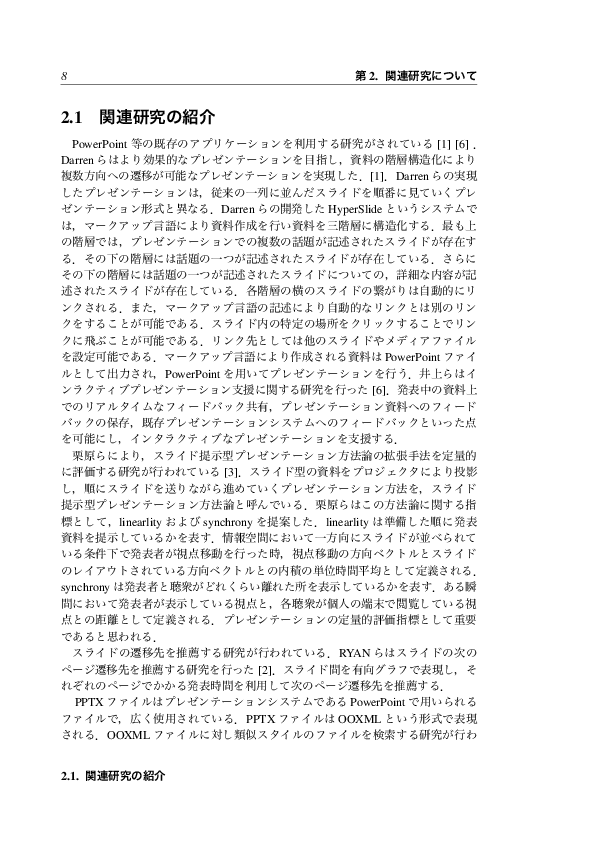 8 第 2. 関連研究について
2.1 関連研究の紹介
PowerPoint 等の既存のアプリケーションを利用する研究がされている [1] [6] .
Darren らはより効果的なプレゼンテーションを目指し，資料の階層構造化により
複数方向への遷移が可能なプレゼンテーションを実現した．[1]．Darren らの実現
したプレゼンテーションは，従来の一列に並んだスライドを順番に見ていくプレ
ゼンテーション形式と異なる．Darren らの開発した HyperSlide というシステムで
は，マークアップ言語により資料作成を行い資料を三階層に構造化する．最も上
の階層では，プレゼンテーションでの複数の話題が記述されたスライドが存在す
る．その下の階層には話題の一つが記述されたスライドが存在している．さらに
その下の階層には話題の一つが記述されたスライドについての，詳細な内容が記
述されたスライドが存在している．各階層の横のスライドの繋がりは自動的にリ
ンクされる．また，マークアップ言語の記述により自動的なリンクとは別のリン
クをすることが可能である．スライド内の特定の場所をクリックすることでリン
クに飛ぶことが可能である．リンク先としては他のスライドやメディアファイル
を設定可能である．マークアップ言語により作成される資料は PowerPoint ファイ
ルとして出力され，PowerPoint を用いてプレゼンテーションを行う．井上らはイ
ンラクティブプレゼンテーション支援に関する研究を行った [6]．発表中の資料上
でのリアルタイムなフィードバック共有，プレゼンテーション資料へのフィード
バックの保存，既存プレゼンテーションシステムへのフィードバックといった点
を可能にし，インタラクティブなプレゼンテーションを支援する．
栗原らにより，スライド提示型プレゼンテーション方法論の拡張手法を定量的
に評価する研究が行われている [3]．スライド型の資料をプロジェクタにより投影
し，順にスライドを送りながら進めていくプレゼンテーション方法を，スライド
提示型プレゼンテーション方法論と呼んでいる．栗原らはこの方法論に関する指
標として，linearlity および synchrony を提案した．linearlity は準備した順に発表
資料を提示しているかを表す．情報空間において一方向にスライドが並べられて
いる条件下で発表者が視点移動を行った時，視点移動の方向ベクトルとスライド
のレイアウトされている方向ベクトルとの内積の単位時間平均として定義される．
synchrony は発表者と聴衆がどれくらい離れた所を表示しているかを表す．ある瞬
間において発表者が表示している視点と，各聴衆が個人の端末で閲覧している視
点との距離として定義される．プレゼンテーションの定量的評価指標として重要
であると思われる．
スライドの遷移先を推薦する研究が行われている．RYAN らはスライドの次の
ページ遷移先を推薦する研究を行った [2]．スライド間を有向グラフで表現し，そ
れぞれのページでかかる発表時間を利用して次のページ遷移先を推薦する．
PPTX ファイルはプレゼンテーションシステムである PowerPoint で用いられる
ファイルで，広く使用されている．PPTX ファイルは OOXML という形式で表現
される．OOXML ファイルに対し類似スタイルのファイルを検索する研究が行わ
2.1. 関連研究の紹介